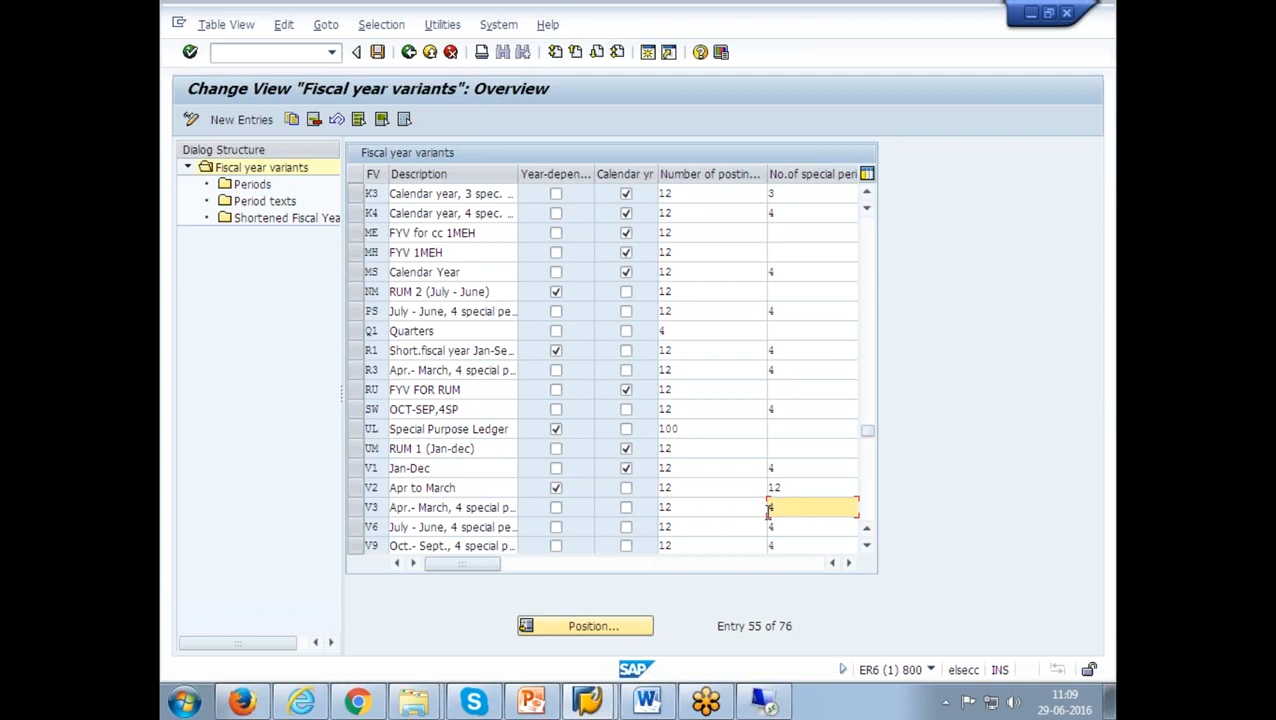 Table View Edit Goto Selection Utilities System Help
Change View "Fiscal year variants": Overview
New Entries
Dialog Structure
Fiscal year variants
Periods
Period texts
Shortened Fiscal Yea
Fiscal year variants
FV Description Year-depen... Calendar yr Number of postin... No.of special peri
K3 Calendar year, 3 spec. ... 12 3
K4 Calendar year, 4 spec. ... 12 4
ME FYV for cc 1MEH 12
MH FYV 1MEH 12
MS Calendar Year 12 4
NM RUM 2 (July - June) 12
PS July - June, 4 special pe... 12 4
Q1 Quarters 4
R1 Short.fiscal year Jan-Se... 12 4
R3 Apr.- March, 4 special p... 12 4
RU FYV FOR RUM 12
SW OCT-SEP,4SP 12 4
UL Special Purpose Ledger 100
UM RUM 1 (Jan-dec) 12
V1 Jan-Dec 12 4
V2 Apr to March 12 12
V3 Apr.- March, 4 special p... 12 4
V6 July - June, 4 special pe... 12 4
V9 Oct.- Sept., 4 special p... 12 4
Position... Entry 55 of 76
SAP ER6 (1) 800 elsecc INS
11:09
29-06-2016